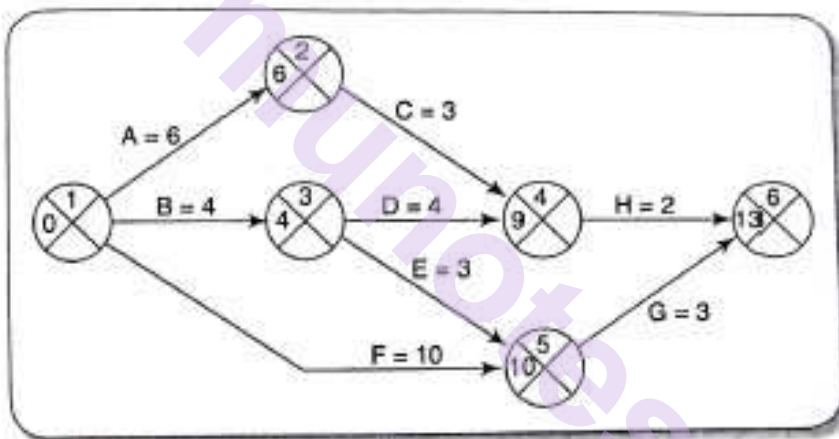 2
6
A = 6
C = 3
1
0
B = 4
3
4
D = 4
4
9
H = 2
6
13
E = 3
G = 3
F = 10
5
10
munotes